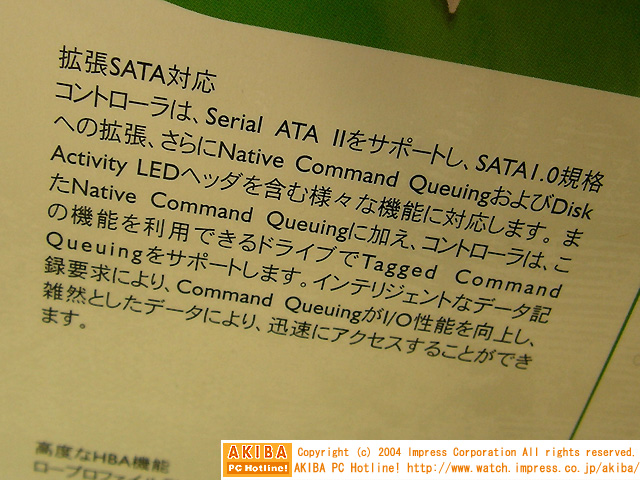 拡張SATA対応
コントローラは、Serial ATA IIをサポートし、SATA1.0規格
への拡張、さらにNative Command QueuingおよびDisk
Activity LEDヘッダを含む様々な機能に対応します。ま
たNative Command Queuingに加え、コントローラは、こ
の機能を利用できるドライブでTagged Command
Queuingをサポートします。インテリジェントなデータ記
録要求により、Command QueuingがI/O性能を向上し、
雑然としたデータにより、迅速にアクセスすることができ
ます。
高度なHBA機能
ロープロファイル
AKIBA
PC Hotline!
Copyright (c) 2004 Impress Corporation All rights reserved.
AKIBA PC Hotline! http://www.watch.impress.co.jp/akiba/